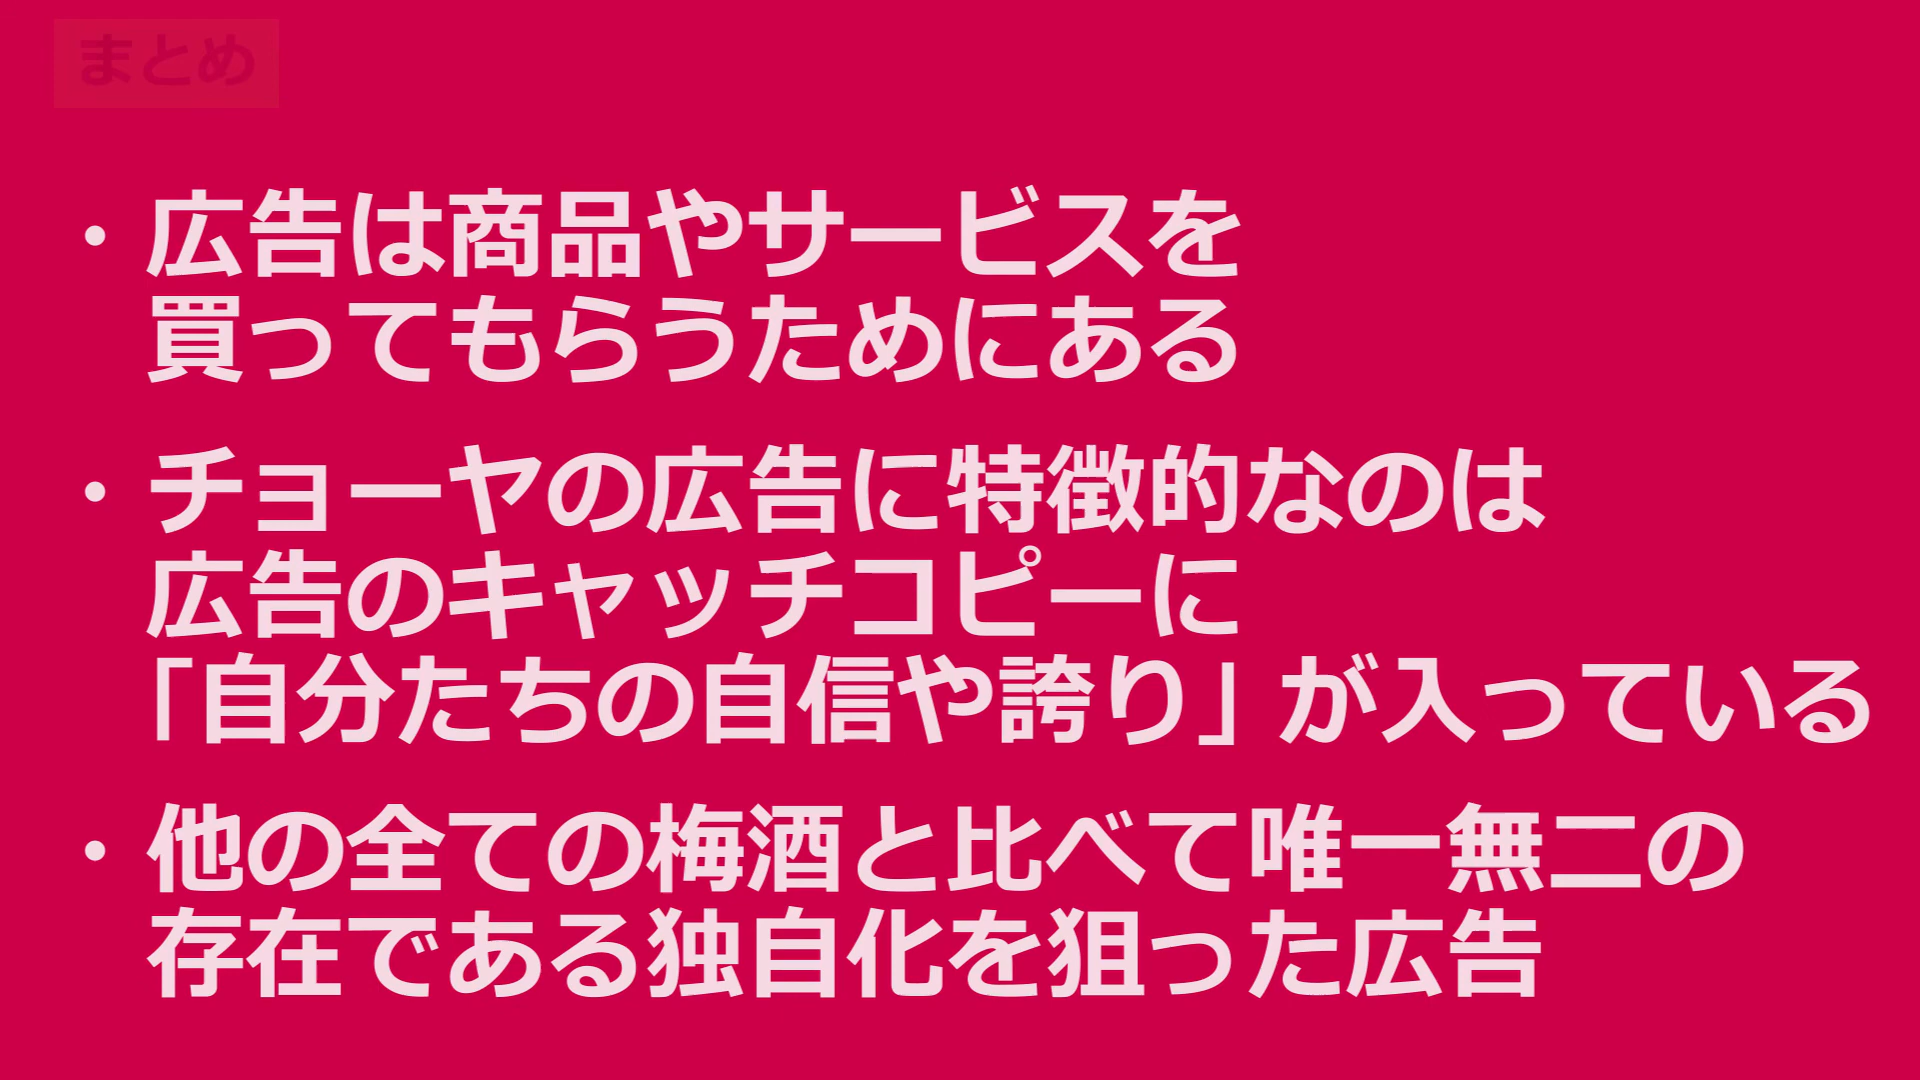 まとめ
・広告は商品やサービスを
買ってもらうためにある
・チョーヤの広告に特徴的なのは
広告のキャッチコピーに
「自分たちの自信や誇り」が入っている
・他の全ての梅酒と比べて唯一無二の
存在である独自化を狙った広告